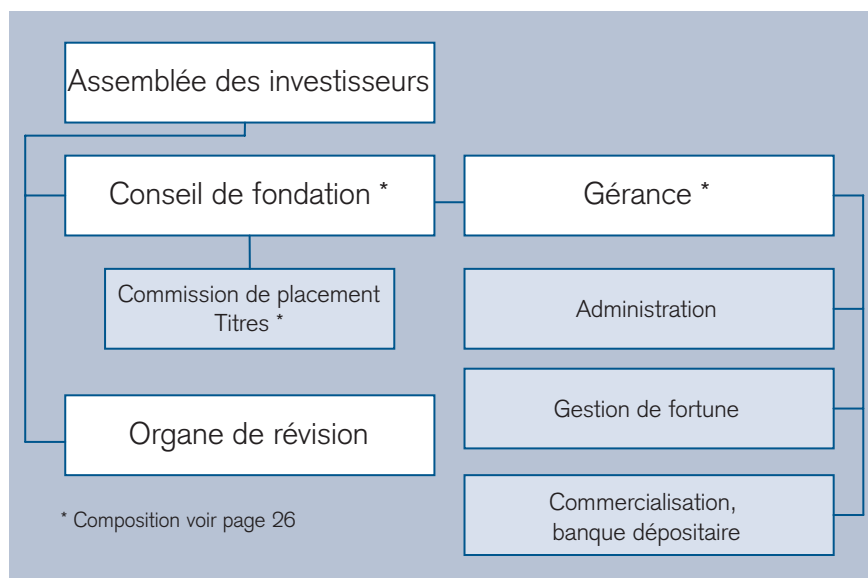 Assemblée des investisseurs
Conseil de fondation *
Gérance *
Commission de placement
Titres *
Administration
Gestion de fortune
Organe de révision
Commercialisation,
banque dépositaire
* Composition voir page 26